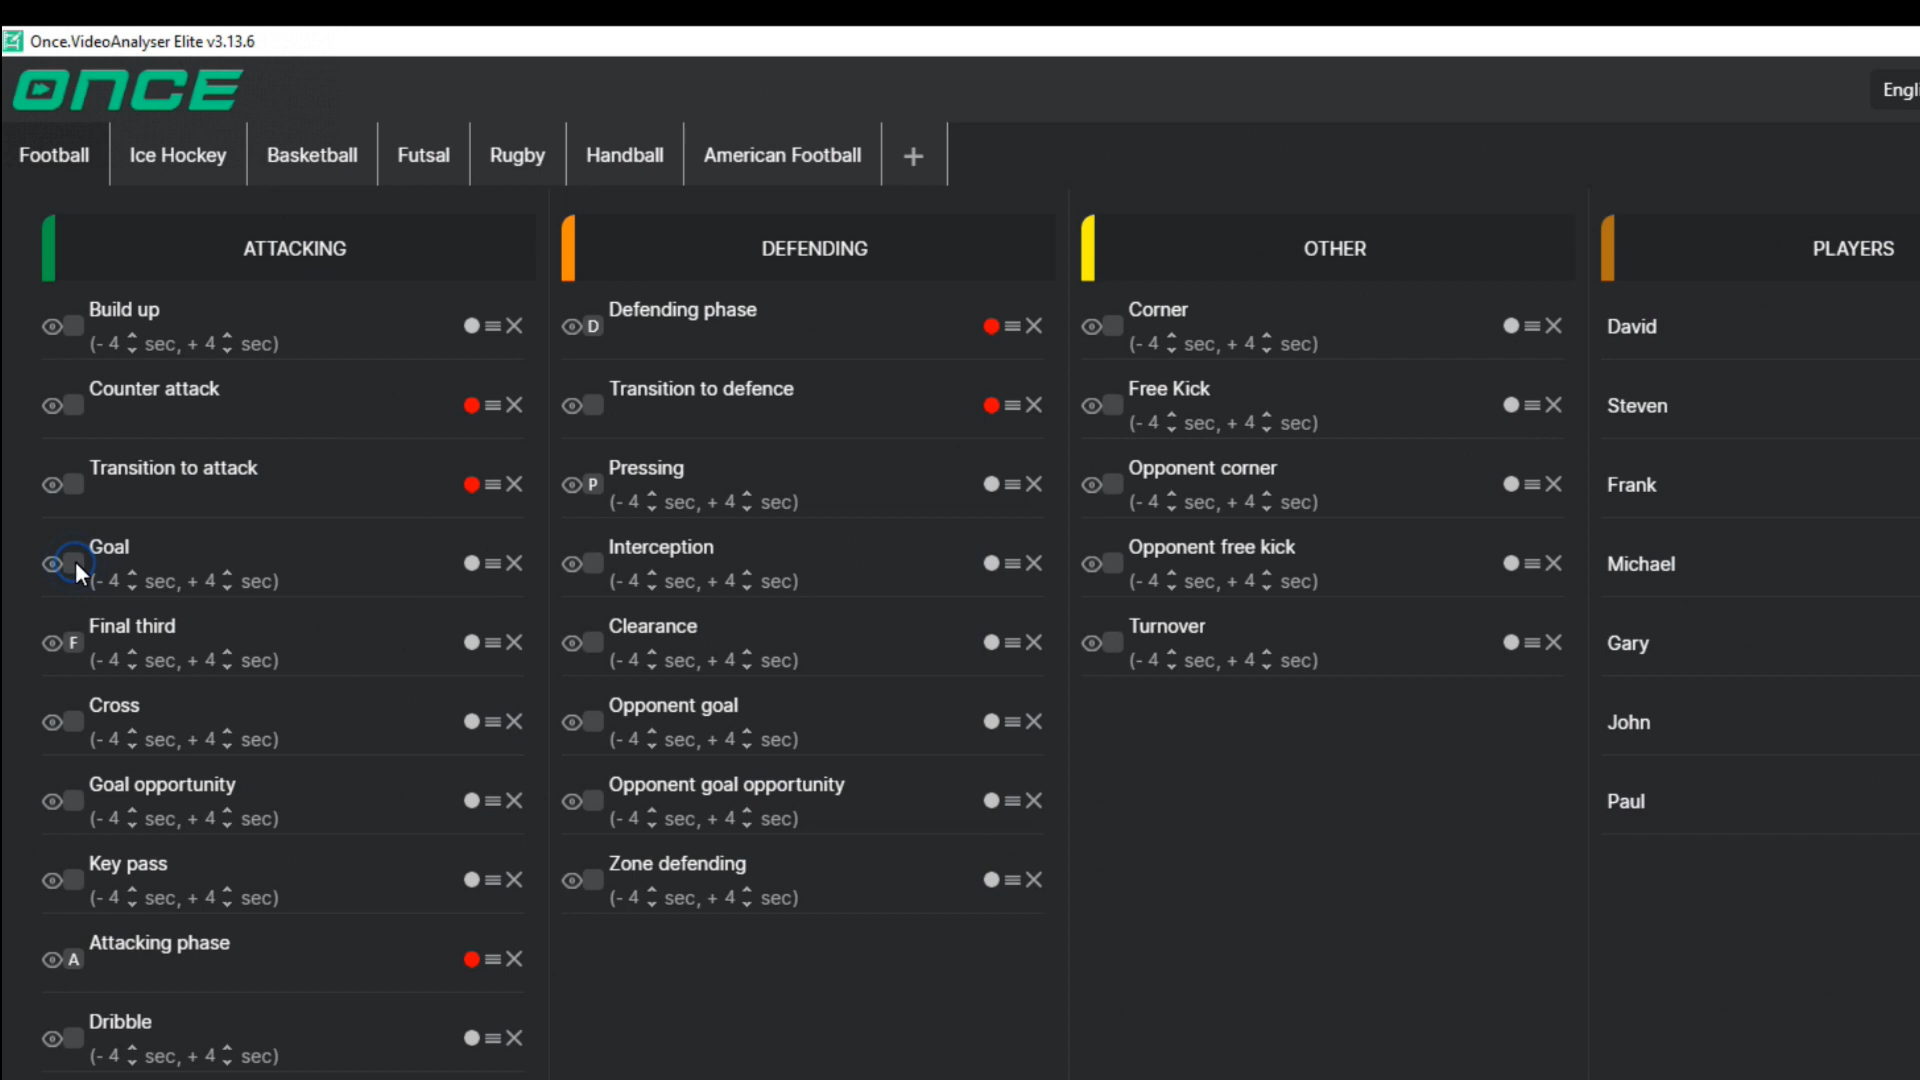 Once.VideoAnalyser Elite v3.13.6
ONCE
Engli
Football Ice Hockey Basketball Futsal Rugby Handball American Football +
ATTACKING
Build up
(- 4 sec, + 4 sec)
Counter attack
Transition to attack
Goal
(- 4 sec, + 4 sec)
F Final third
(- 4 sec, + 4 sec)
Cross
(- 4 sec, + 4 sec)
Goal opportunity
(- 4 sec, + 4 sec)
Key pass
(- 4 sec, + 4 sec)
A Attacking phase
Dribble
(- 4 sec, + 4 sec)
DEFENDING
D Defending phase
Transition to defence
P Pressing
(- 4 sec, + 4 sec)
Interception
(- 4 sec, + 4 sec)
Clearance
(- 4 sec, + 4 sec)
Opponent goal
(- 4 sec, + 4 sec)
Opponent goal opportunity
(- 4 sec, + 4 sec)
Zone defending
(- 4 sec, + 4 sec)
OTHER
Corner
(- 4 sec, + 4 sec)
Free Kick
(- 4 sec, + 4 sec)
Opponent corner
(- 4 sec, + 4 sec)
Opponent free kick
(- 4 sec, + 4 sec)
Turnover
(- 4 sec, + 4 sec)
PLAYERS
David
Steven
Frank
Michael
Gary
John
Paul